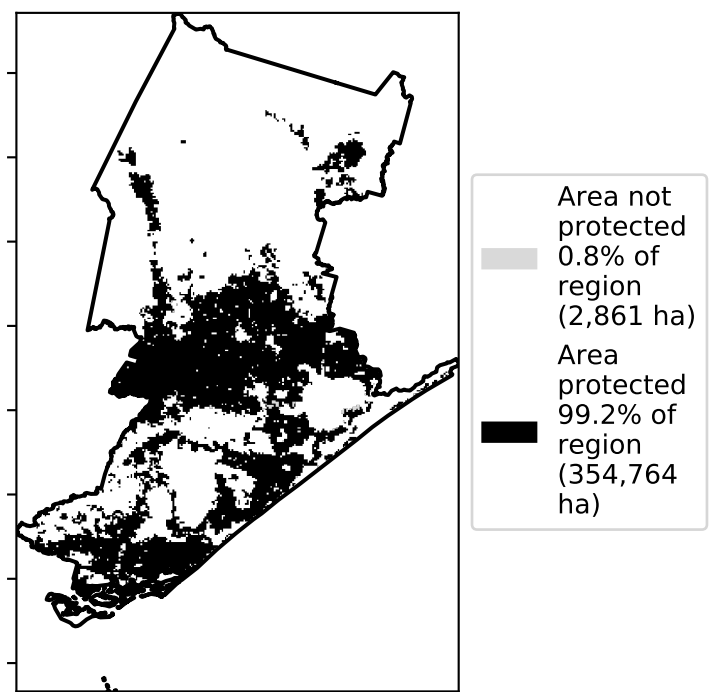 Area not
protected
0.8% of
region
(2,861 ha)
Area
protected
99.2% of
region
(354,764
ha)